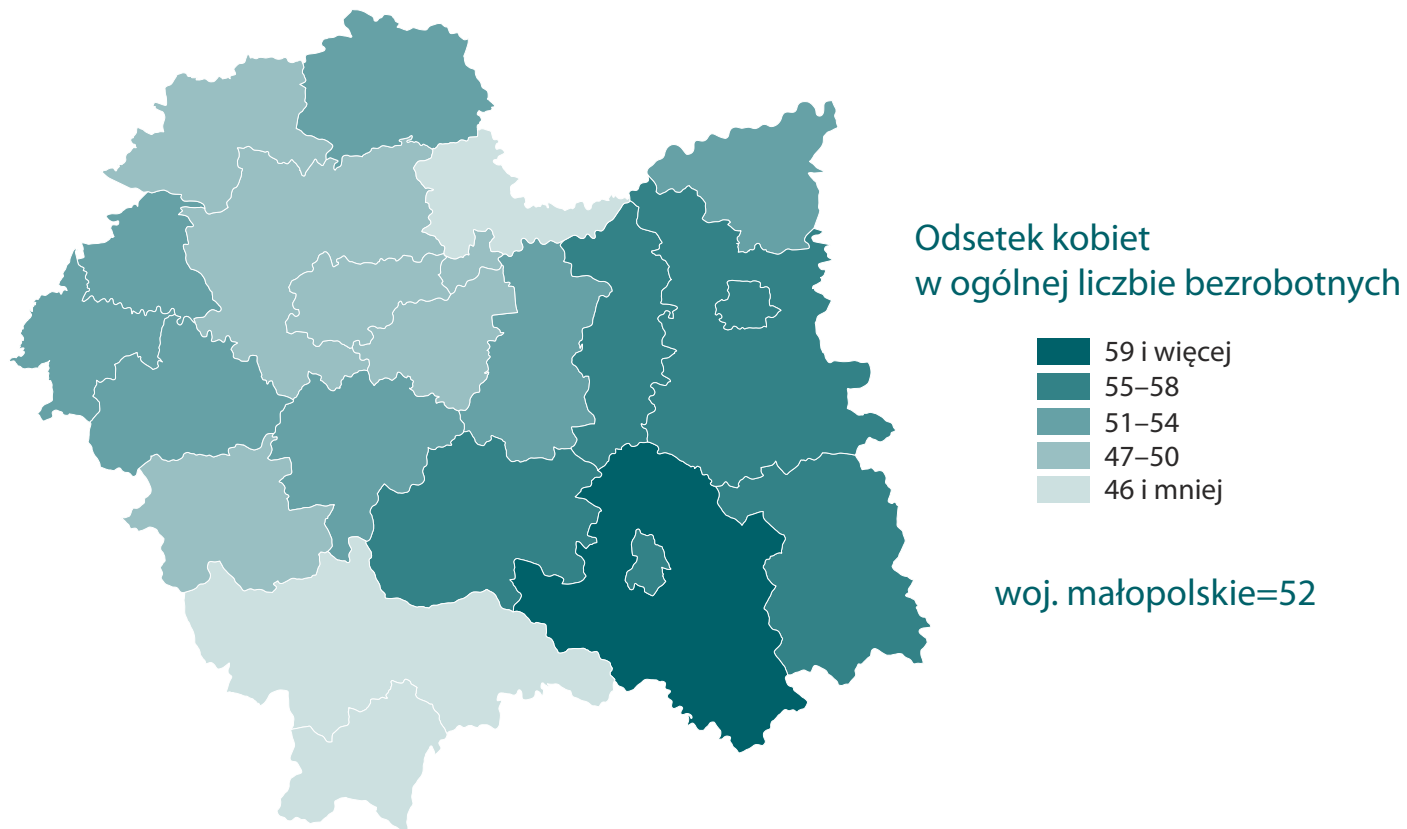 Odsetek kobiet
w ogólnej liczbie bezrobotnych
59 i więcej
55–58
51–54
47–50
46 i mniej
woj. małopolskie=52